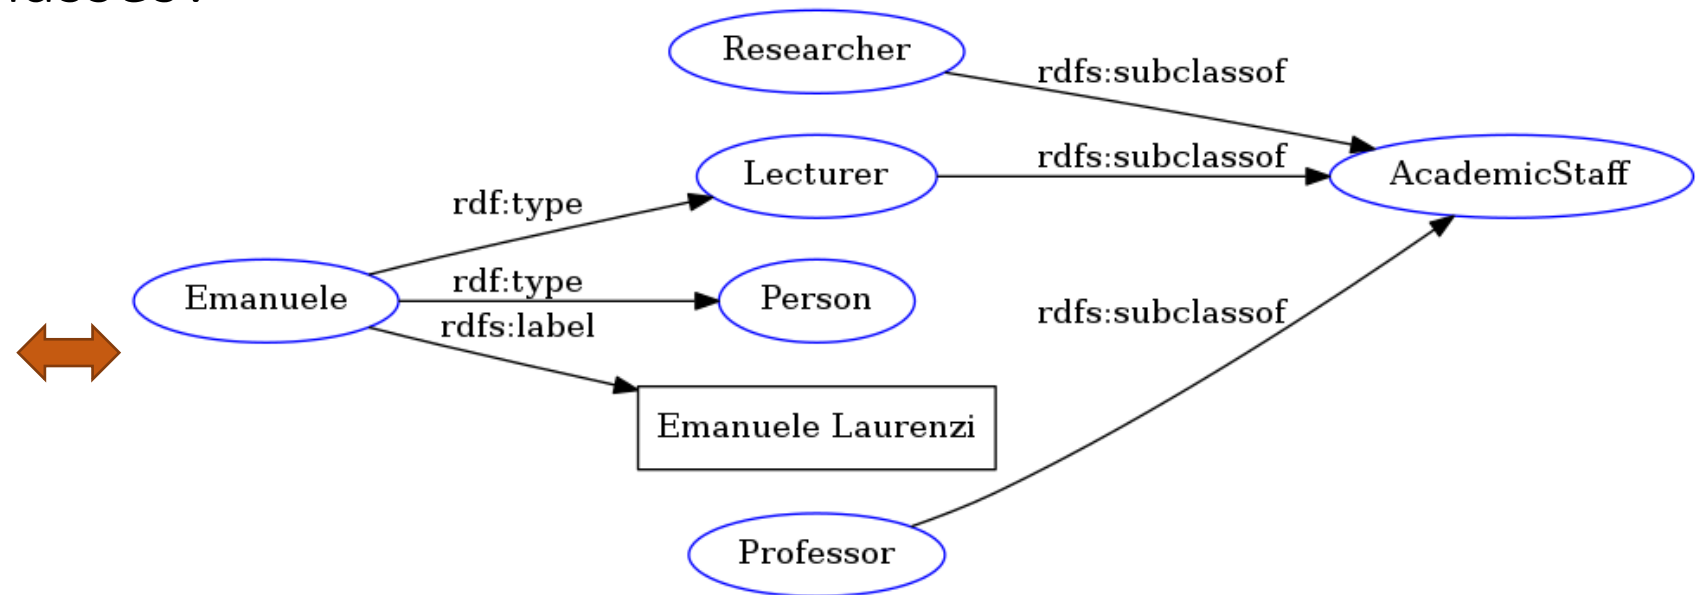 Researcher
rdfs:subclassof
rdfs:subclassof
Lecturer
AcademicStaff
rdf:type
rdf:type
Emanuele
Person
rdfs:label
rdfs:subclassof
Emanuele Laurenzi
Professor